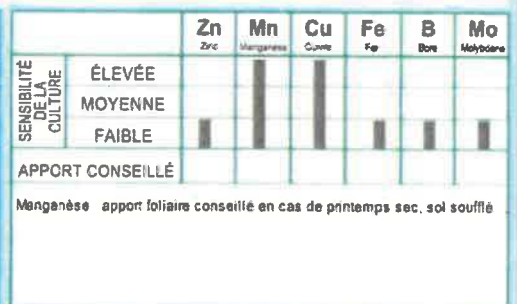 Zn Mn Cu Fe B Mo
Zinc Manganèse Cuivre Fer Bore Molybdène
SENSIBILITÉ DE LA CULTURE
ÉLEVÉE
MOYENNE
FAIBLE
APPORT CONSEILLÉ
Manganèse apport foliaire conseillé en cas de printemps sec, sol soufflé